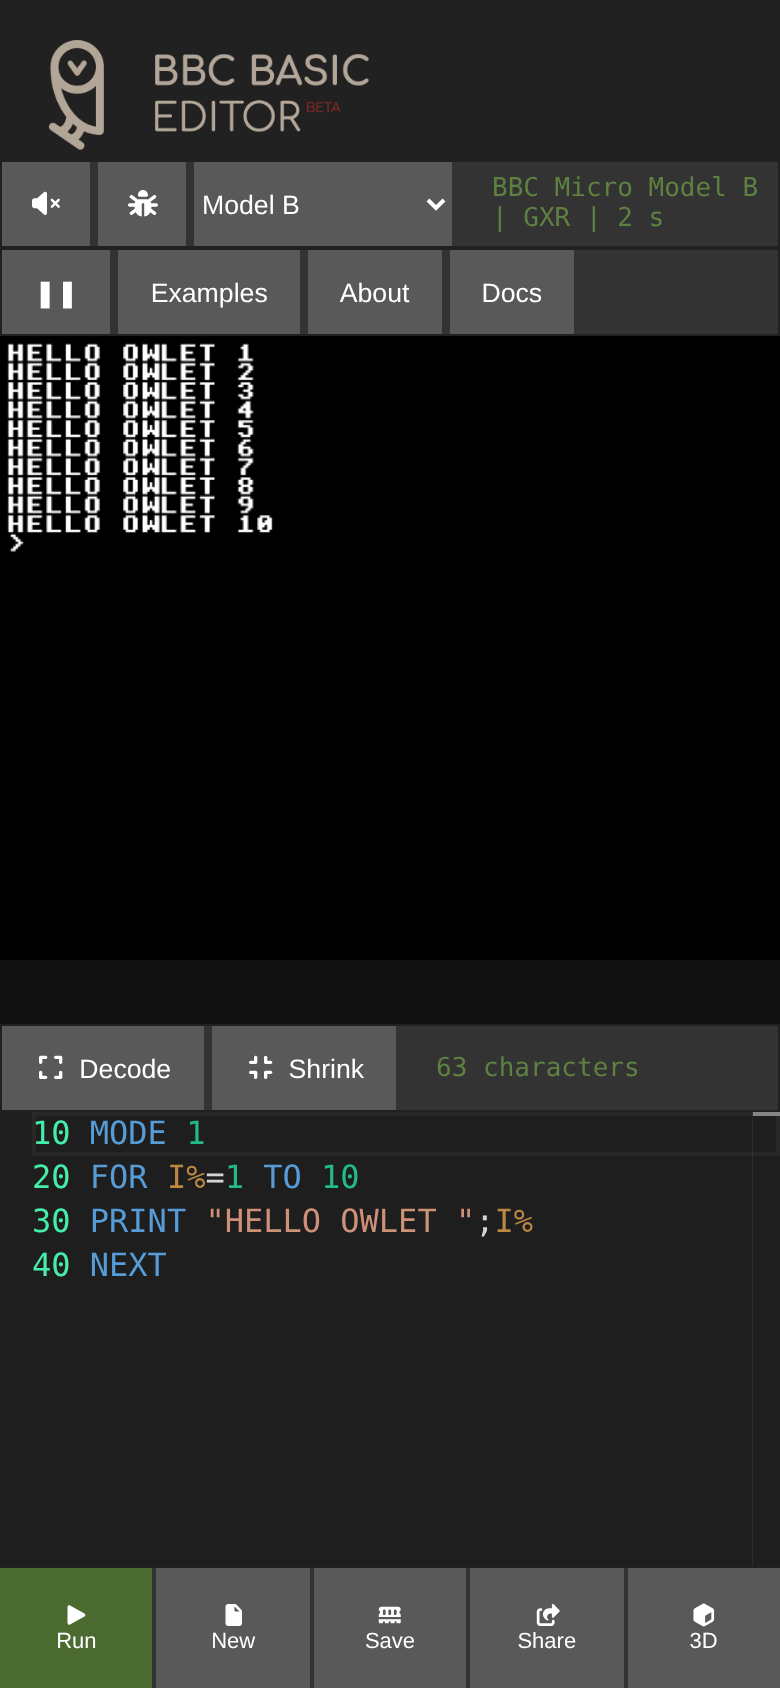 BBC BASIC
EDITOR BETA
Model B
BBC Micro Model B
| GXR | 2 s
Examples
About
Docs
HELLO OWLET 1
HELLO OWLET 2
HELLO OWLET 3
HELLO OWLET 4
HELLO OWLET 5
HELLO OWLET 6
HELLO OWLET 7
HELLO OWLET 8
HELLO OWLET 9
HELLO OWLET 10
>
Decode
Shrink
63 characters
10 MODE 1
20 FOR I%=1 TO 10
30 PRINT "HELLO OWLET ";I%
40 NEXT
Run
New
Save
Share
3D